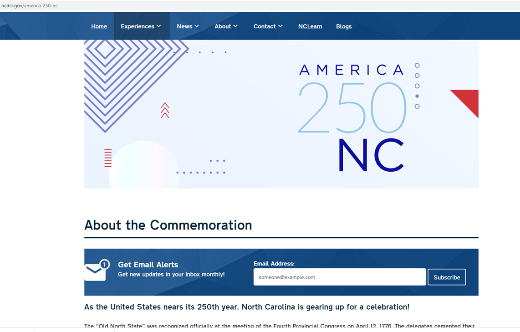 ncdcr.gov/america-250-nc
Home Experiences News About Contact NCLearn Blogs
AMERICA
250
NC
About the Commemoration
1
Get Email Alerts
Get new updates in your inbox monthly!
Email Address:
someone@example.com
Subscribe
As the United States nears its 250th year, North Carolina is gearing up for a celebration!
The "Old North State" was recognized officially at the meeting of the Fourth Provincial Congress on April 12, 1776. The delegates cemented their